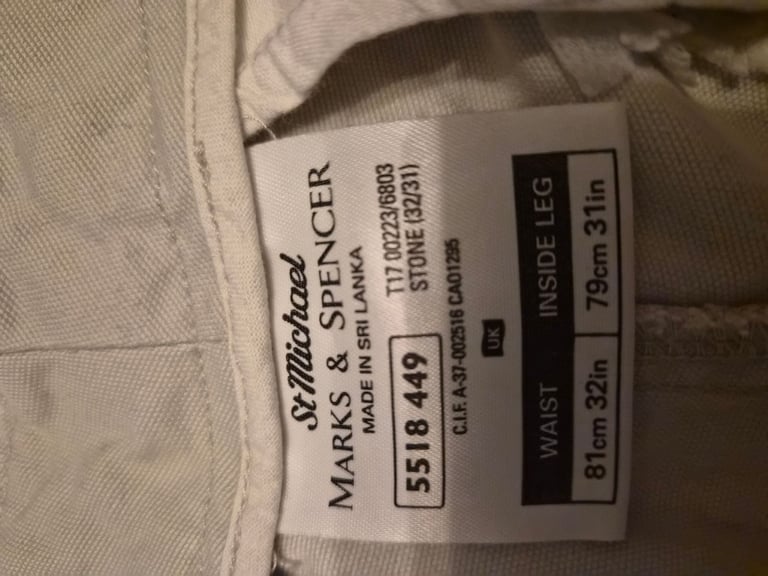 St Michael
MARKS & SPENCER
MADE IN SRI LANKA
5518 449
T17 00223/6803
STONE (32/31)
C.I.F. A-37-002516 CA01295
UK
WAIST INSIDE LEG
81cm 32in 79cm 31in